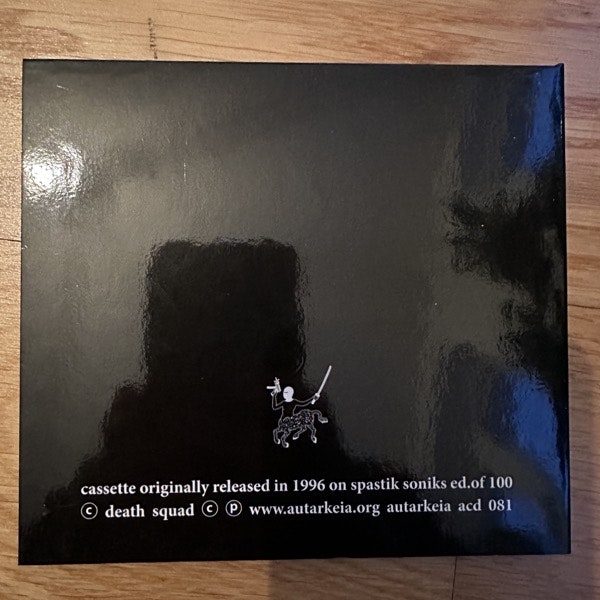 cassette originally released in 1996 on spastik soniks ed.of 100
ⓒ death squad ⓒ ⓟ www.autarkeia.org autarkeia acd 081